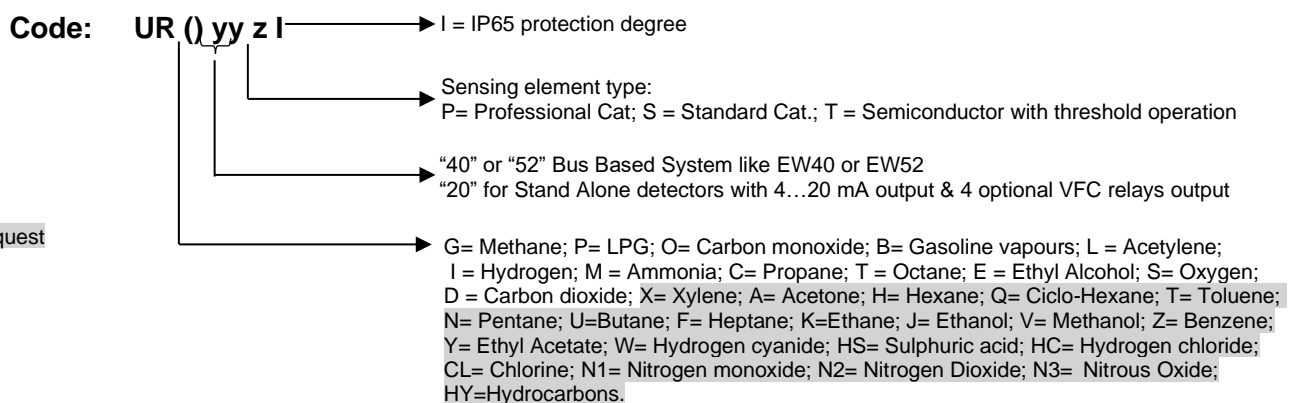 Code: UR () yy z I I = IP65 protection degree
Sensing element type:
P= Professional Cat; S = Standard Cat.; T = Semiconductor with threshold operation
“40” or “52” Bus Based System like EW40 or EW52
“20” for Stand Alone detectors with 4…20 mA output & 4 optional VFC relays output
quest
G= Methane; P= LPG; O= Carbon monoxide; B= Gasoline vapours; L = Acetylene;
I = Hydrogen; M = Ammonia; C= Propane; T = Octane; E = Ethyl Alcohol; S= Oxygen;
D = Carbon dioxide; X= Xylene; A= Acetone; H= Hexane; Q= Ciclo-Hexane; T= Toluene;
N= Pentane; U=Butane; F= Heptane; K=Ethane; J= Ethanol; V= Methanol; Z= Benzene;
Y= Ethyl Acetate; W= Hydrogen cyanide; HS= Sulphuric acid; HC= Hydrogen chloride;
CL= Chlorine; N1= Nitrogen monoxide; N2= Nitrogen Dioxide; N3= Nitrous Oxide;
HY=Hydrocarbons.